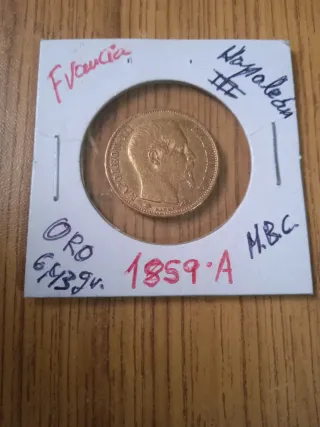 Francia
Napoleón
III
ORO
6,43gr.
1859·A
M.B.C.